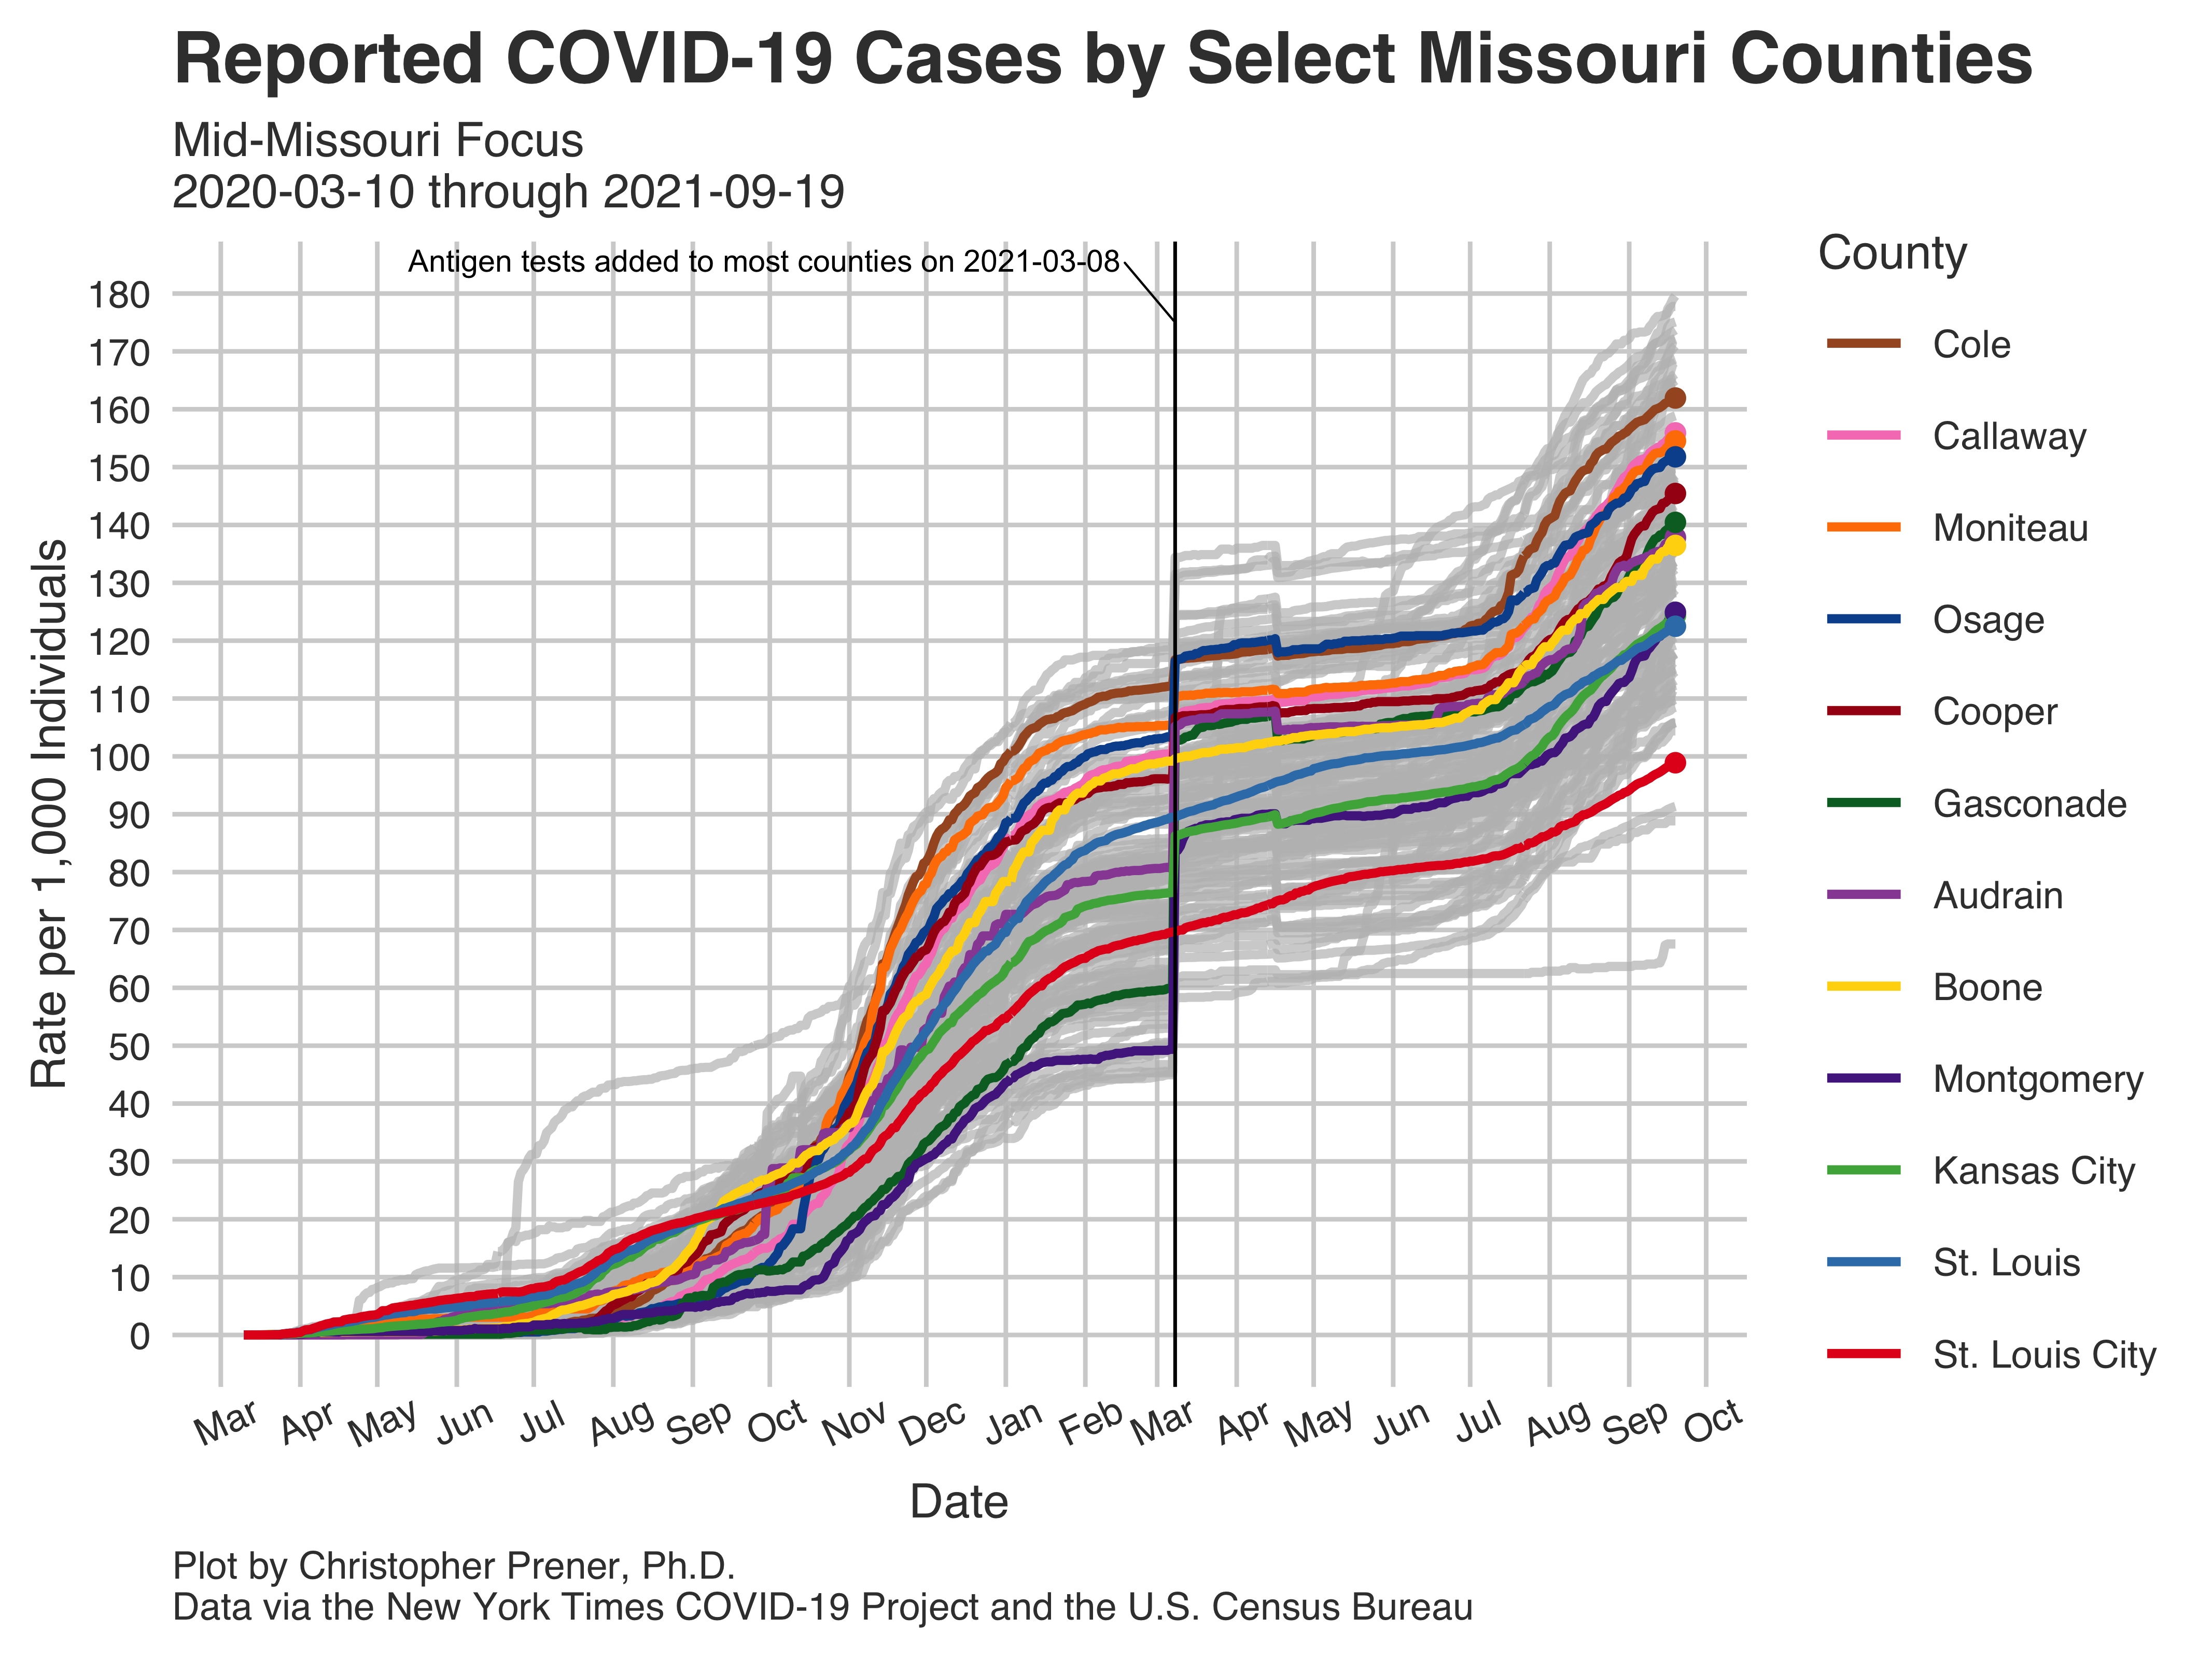 Reported COVID-19 Cases by Select Missouri Counties
Mid-Missouri Focus
2020-03-10 through 2021-09-19
Antigen tests added to most counties on 2021-03-08
Rate per 1,000 Individuals
180
170
160
150
140
130
120
110
100
90
80
70
60
50
40
30
20
10
0
Mar Apr May Jun Jul Aug Sep Oct Nov Dec Jan Feb Mar Apr May Jun Jul Aug Sep Oct
Date
County
Cole
Callaway
Moniteau
Osage
Cooper
Gasconade
Audrain
Boone
Montgomery
Kansas City
St. Louis
St. Louis City
Plot by Christopher Prener, Ph.D.
Data via the New York Times COVID-19 Project and the U.S. Census Bureau